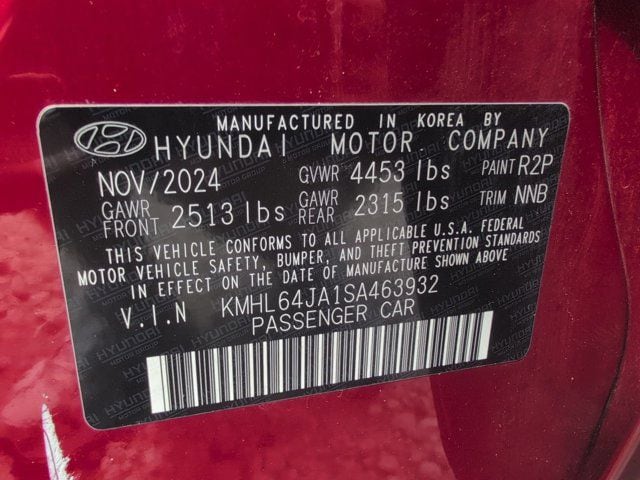 MANUFACTURED IN KOREA BY
HYUNDAI MOTOR COMPANY
NOV/2024 GVWR 4453 lbs PAINT R2P
GAWR FRONT 2513 lbs GAWR REAR 2315 lbs TRIM NNB
THIS VEHICLE CONFORMS TO ALL APPLICABLE U.S.A. FEDERAL
MOTOR VEHICLE SAFETY, BUMPER, AND THEFT PREVENTION STANDARDS
IN EFFECT ON THE DATE OF MANUFACTURE SHOWN ABOVE
V.I.N KMHL64JA1SA463932
PASSENGER CAR